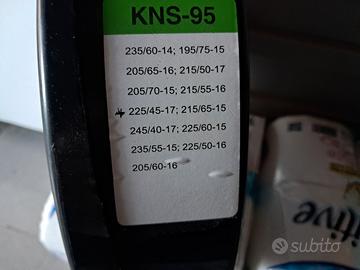 KNS-95
235/60-14; 195/75-15
205/65-16; 215/50-17
205/70-15; 215/55-16
225/45-17; 215/65-15
245/40-17; 225/60-15
235/55-15; 225/50-16
205/60-16
itive
subito